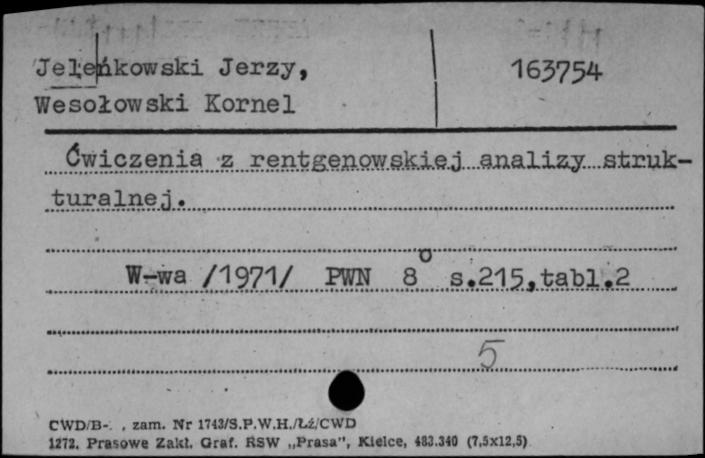 Jeleńkowski Jerzy, 163754
Wesołowski Kornel
Ćwiczenia z rentgenowskiej analizy struk-
turalnej.
W-wa /1971/ PWN 8° s.215,tabl.2
5
CWD/B- , zam. Nr 1743/S.P.W.H./Łź/CWD
1272. Prasowe Zakł. Graf. RSW „Prasa”, Kielce, 483.340 (7,5x12,5)